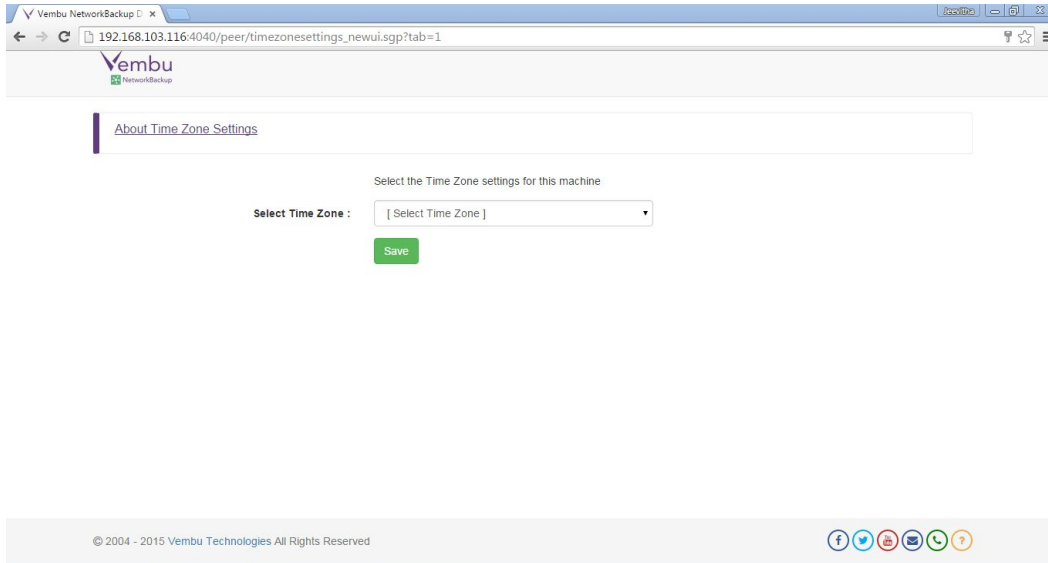 Vembu NetworkBackup D
Jeevitha
192.168.103.116:4040/peer/timezonesettings_newui.sgp?tab=1
Vembu
NetworkBackup
About Time Zone Settings
Select the Time Zone settings for this machine
Select Time Zone :
[ Select Time Zone ]
Save
© 2004 - 2015 Vembu Technologies All Rights Reserved